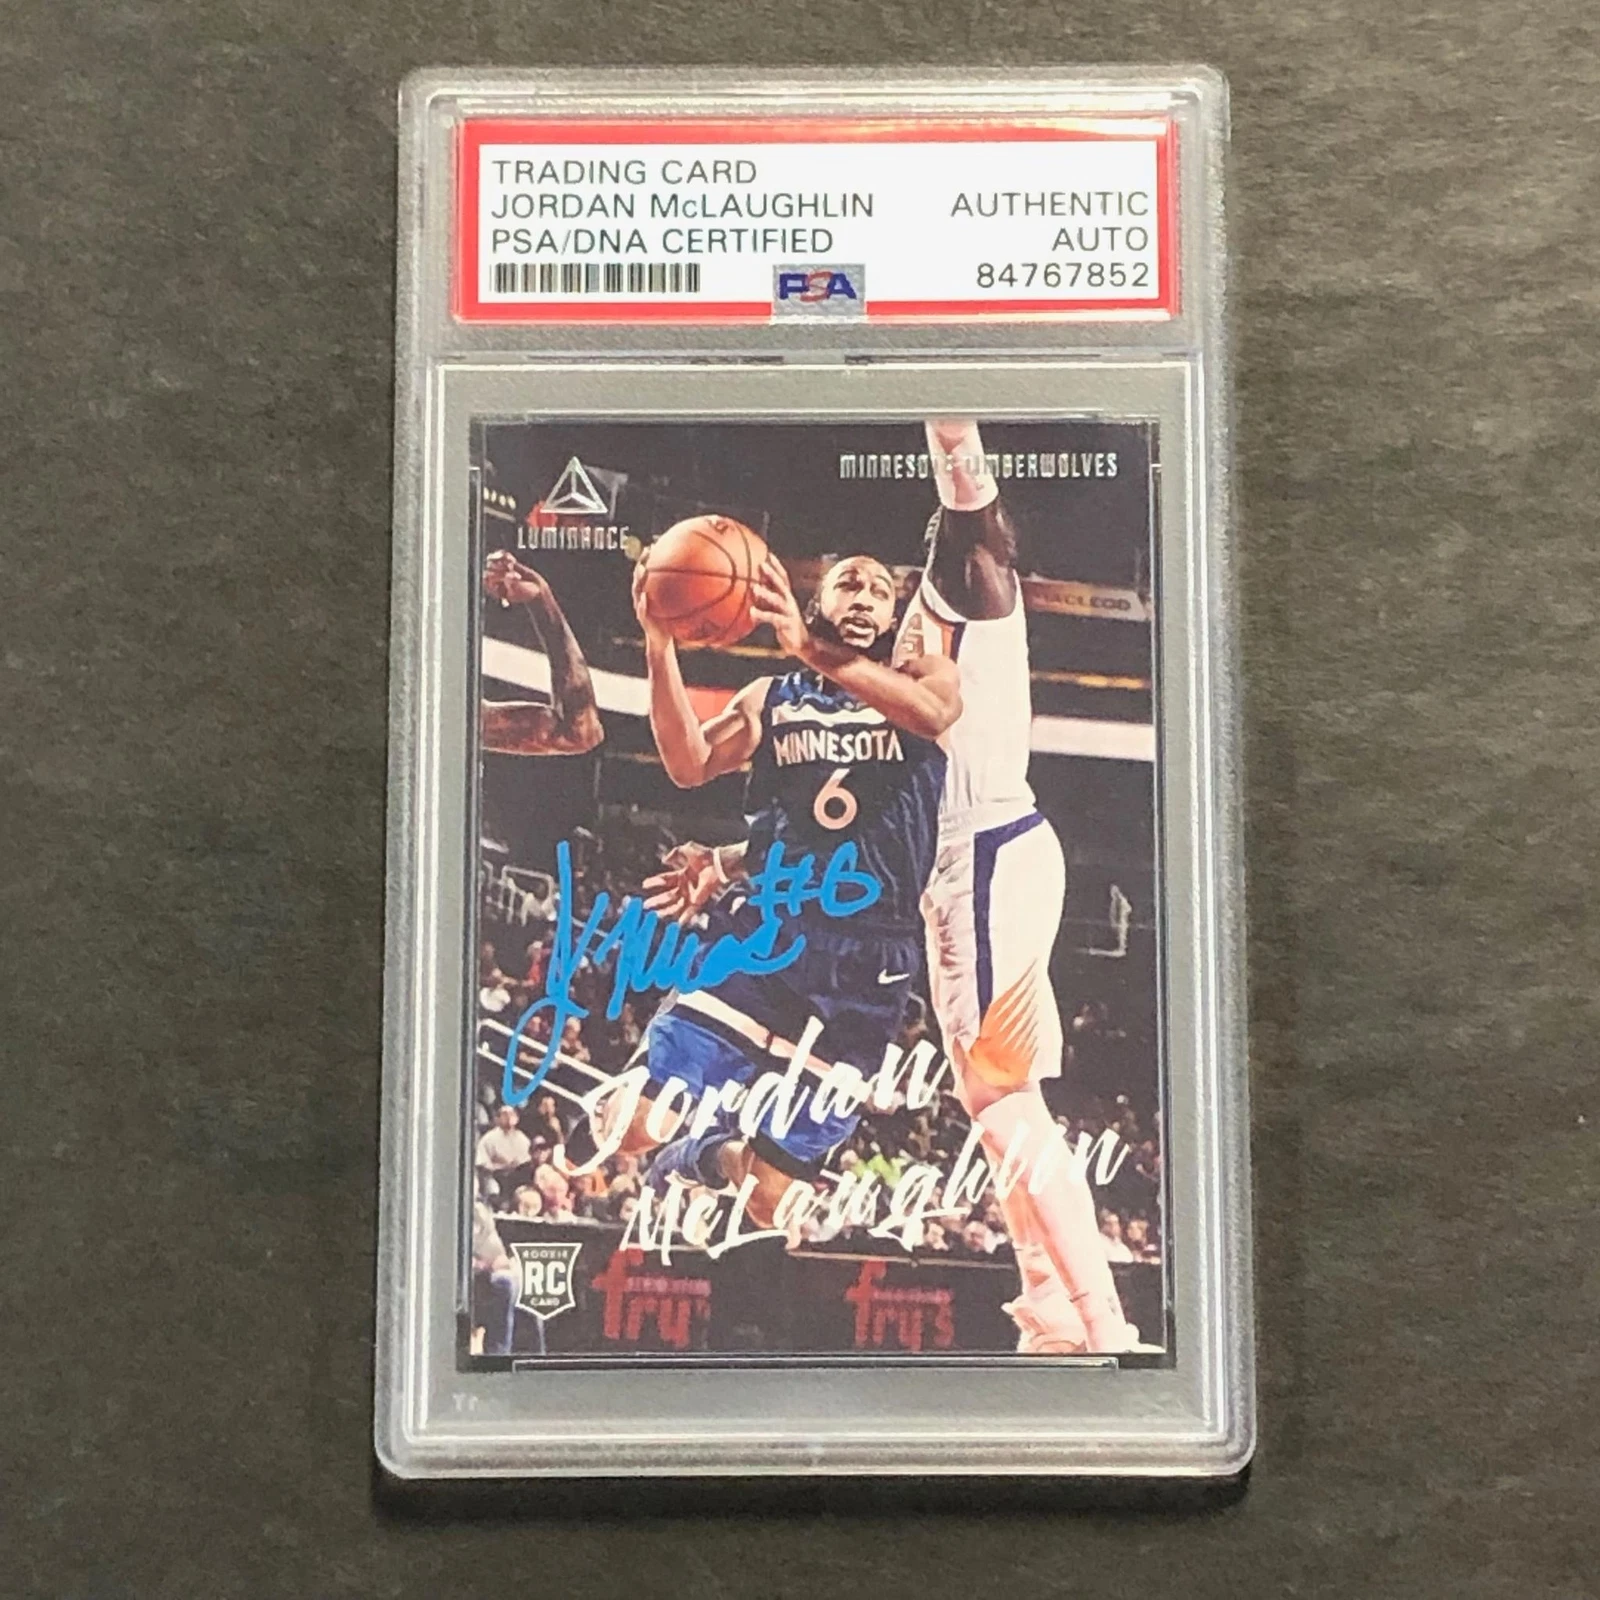 TRADING CARD
JORDAN McLAUGHLIN AUTHENTIC
PSA/DNA CERTIFIED AUTO
PSA 84767852
MINNESOTA TIMBERWOLVES
LUMINANCE
MACLEOD
MINNESOTA
6
#6
Jordan
McLaughlin
ROOKIE
RC
CARD
fry's
fry's